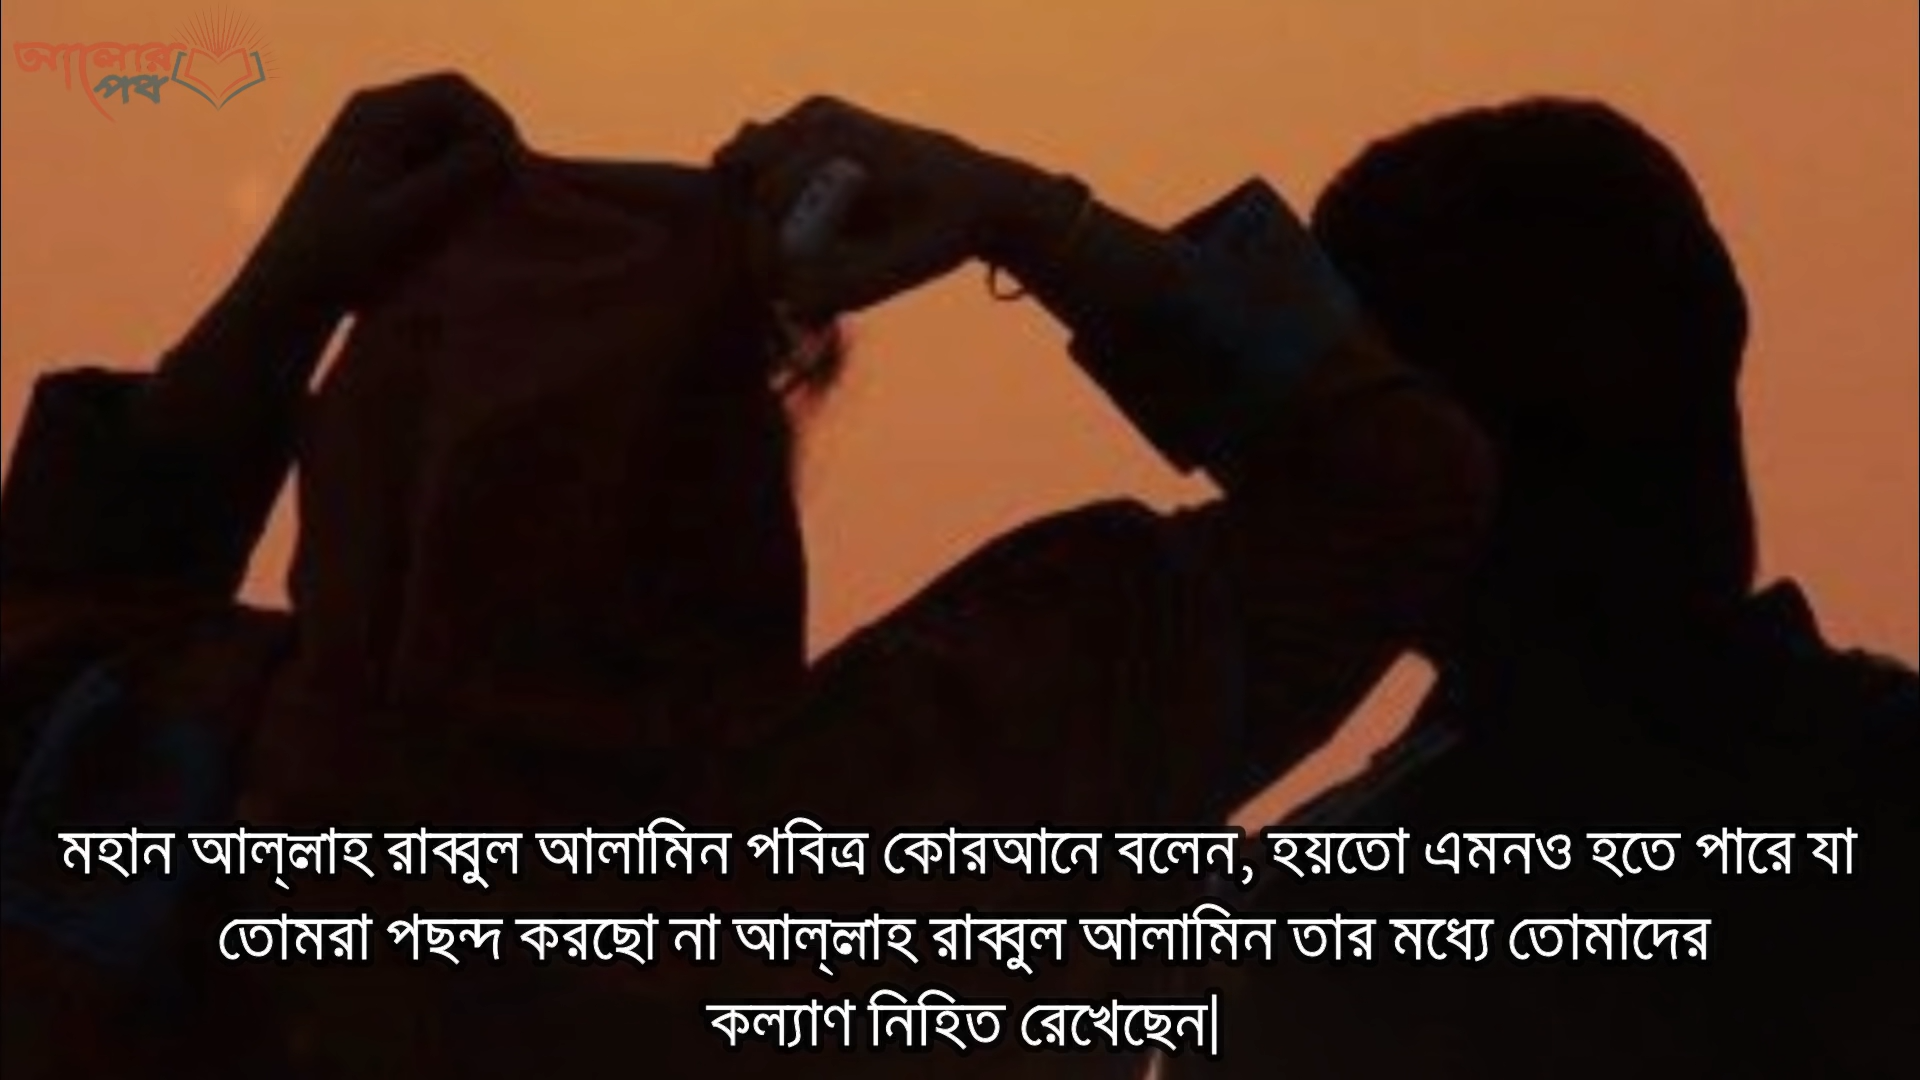 আলোর
পথ
মহান আল্লাহ রাব্বুল আলামিন পবিত্র কোরআনে বলেন, হয়তো এমনও হতে পারে যা
তোমরা পছন্দ করছো না আল্লাহ রাব্বুল আলামিন তার মধ্যে তোমাদের
কল্যাণ নিহিত রেখেছেন|